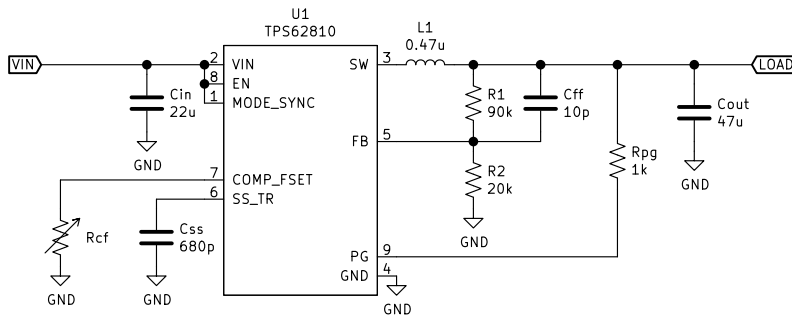 U1
TPS62810
L1
0.47u
VIN
2 VIN
8 EN
1 MODE_SYNC
SW 3
LOAD
Cin
22u
GND
R1
90k
Cff
10p
Cout
47u
GND
FB 5
Rpg
1k
7 COMP_FSET
6 SS_TR
R2
20k
GND
Rcf
GND
Css
680p
GND
PG 9
GND 4
GND